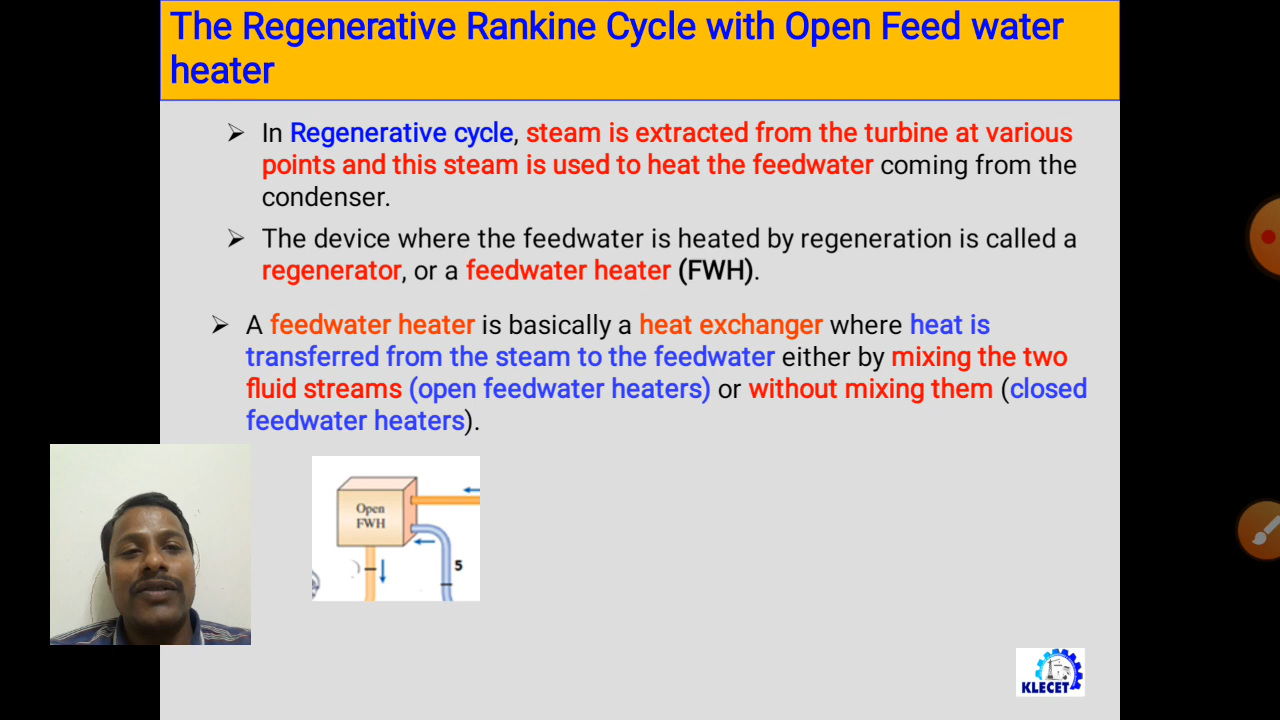 The Regenerative Rankine Cycle with Open Feed water
heater
➢ In Regenerative cycle, steam is extracted from the turbine at various
points and this steam is used to heat the feedwater coming from the
condenser.
➢ The device where the feedwater is heated by regeneration is called a
regenerator, or a feedwater heater (FWH).
➢ A feedwater heater is basically a heat exchanger where heat is
transferred from the steam to the feedwater either by mixing the two
fluid streams (open feedwater heaters) or without mixing them (closed
feedwater heaters).
Open
FWH
5
KLECET